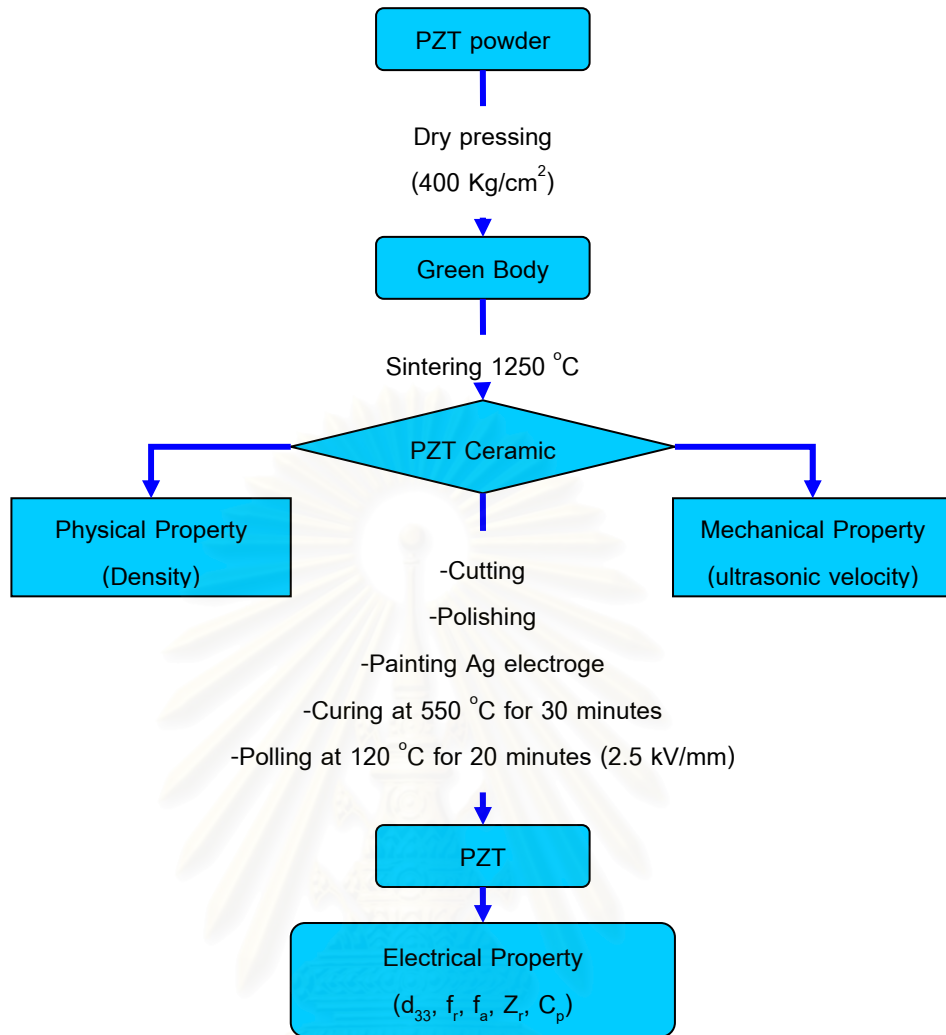 PZT powder
Dry pressing
(400 Kg/cm²)
Green Body
Sintering 1250 °C
PZT Ceramic
Physical Property
(Density)
Mechanical Property
(ultrasonic velocity)
-Cutting
-Polishing
-Painting Ag electroge
-Curing at 550 °C for 30 minutes
-Polling at 120 °C for 20 minutes (2.5 kV/mm)
PZT
Electrical Property
(d₃₃, fᵣ, fₐ, Zᵣ, Cₚ)